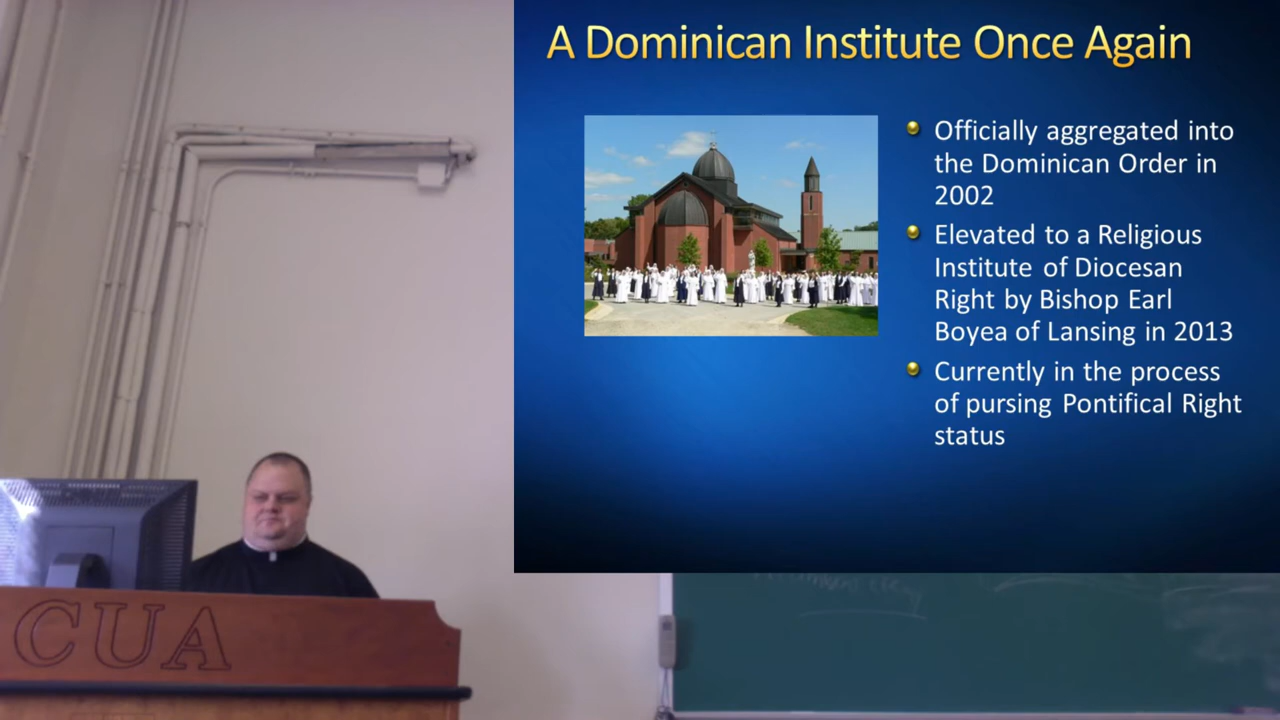 A Dominican Institute Once Again
Officially aggregated into
the Dominican Order in
2002
Elevated to a Religious
Institute of Diocesan
Right by Bishop Earl
Boyea of Lansing in 2013
Currently in the process
of pursing Pontifical Right
status
CUA